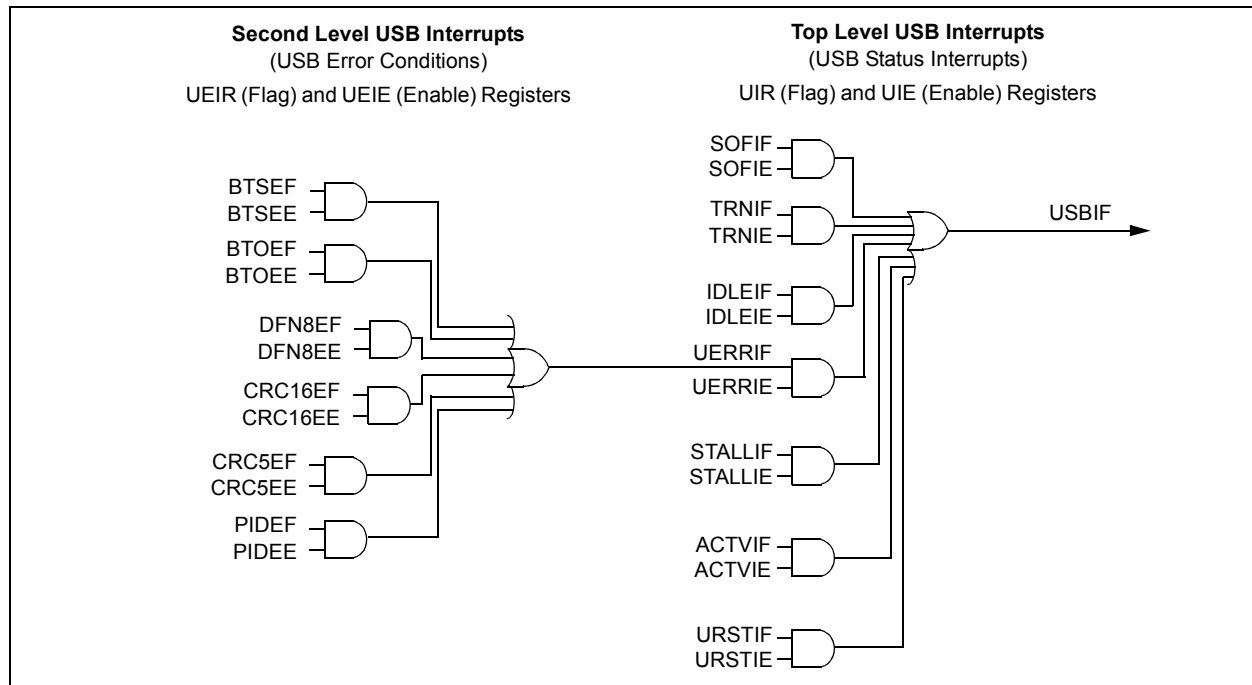 Second Level USB Interrupts
(USB Error Conditions)
UEIR (Flag) and UEIE (Enable) Registers
BTSEF
BTSEE
BTOEF
BTOEE
DFN8EF
DFN8EE
CRC16EF
CRC16EE
CRC5EF
CRC5EE
PIDEF
PIDEE
Top Level USB Interrupts
(USB Status Interrupts)
UIR (Flag) and UIE (Enable) Registers
SOFIF
SOFIE
TRNIF
TRNIE
IDLEIF
IDLEIE
UERRIF
UERRIE
STALLIF
STALLIE
ACTVIF
ACTVIE
URSTIF
URSTIE
USBIF